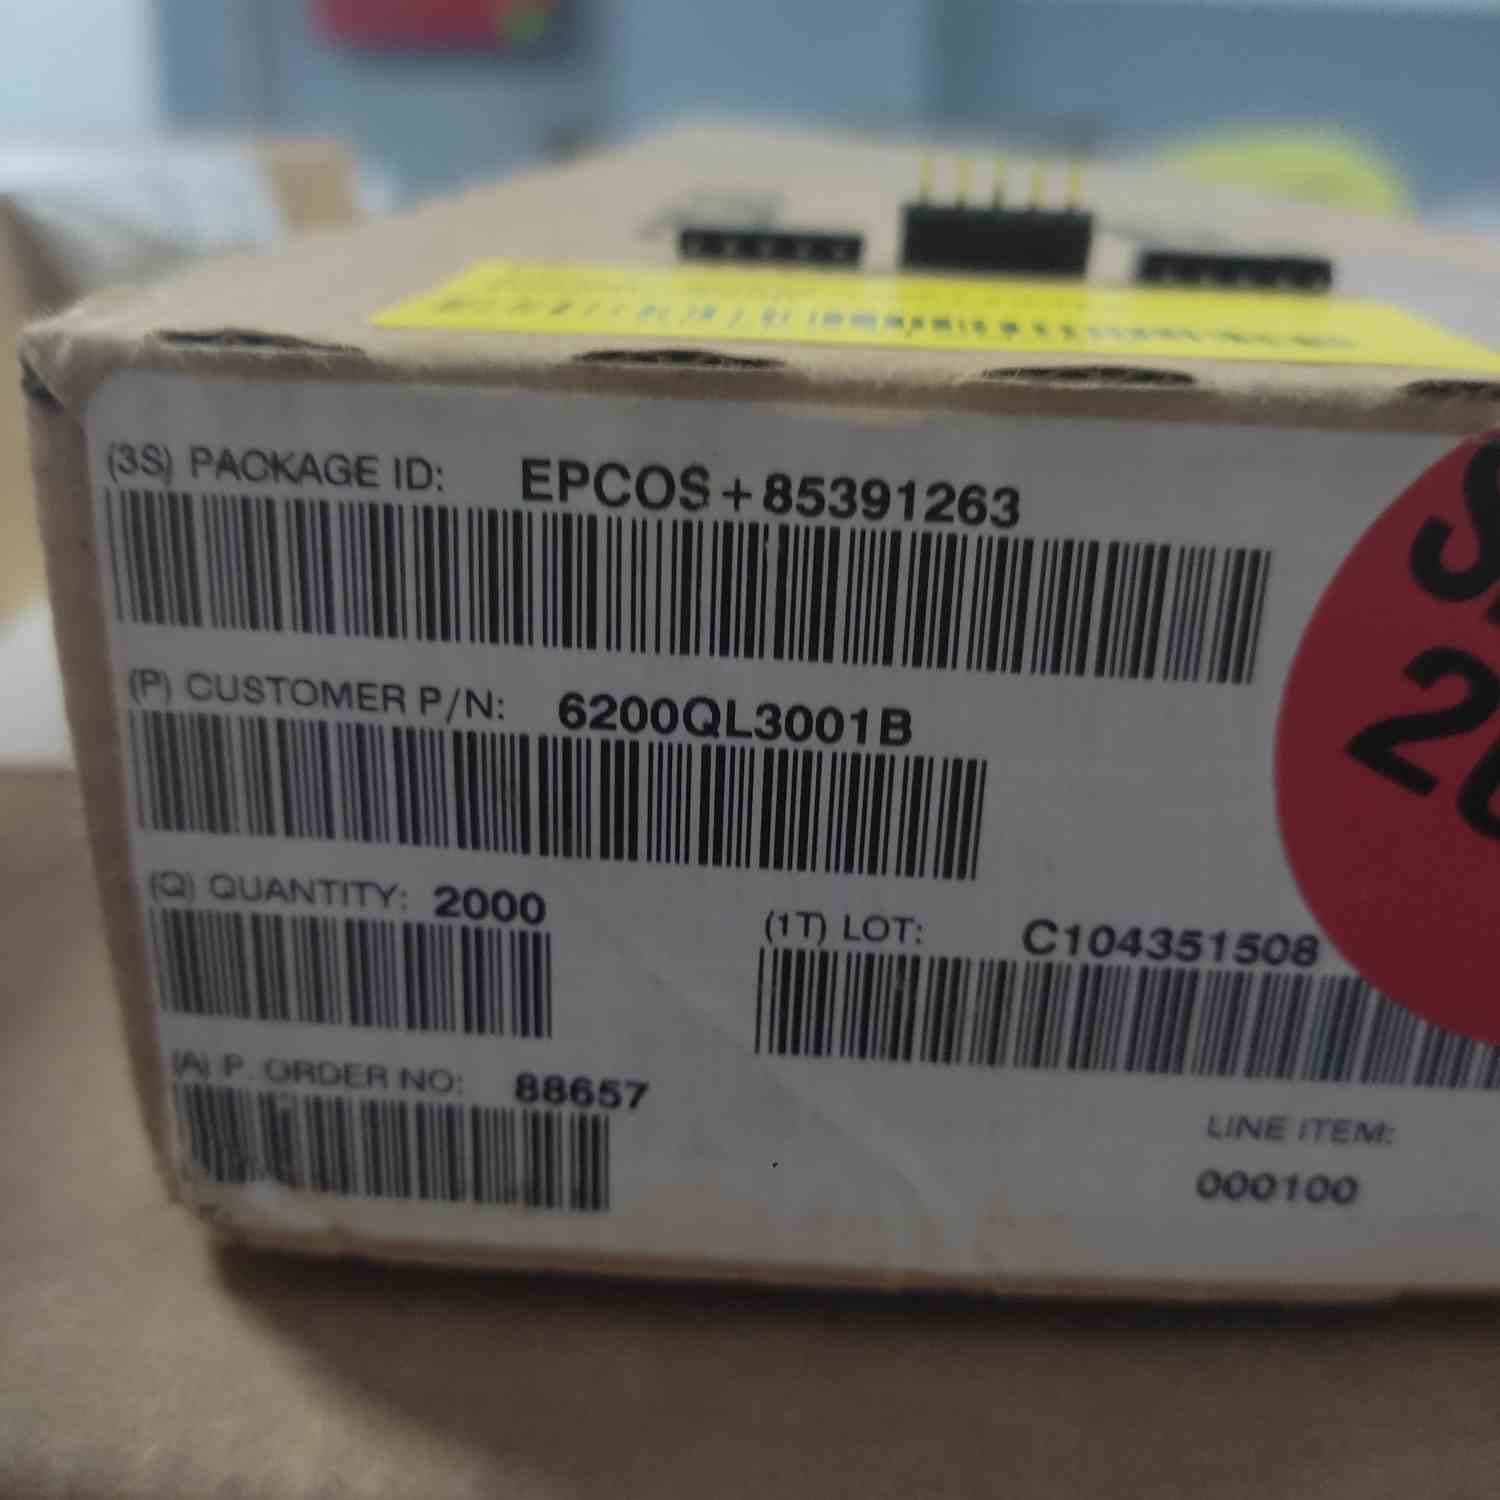 (3S) PACKAGE ID: EPCOS+85391263
(P) CUSTOMER P/N: 6200QL3001B
(Q) QUANTITY: 2000
(1T) LOT: C104351508
(A) P. ORDER NO: 88657
LINE ITEM:
000100